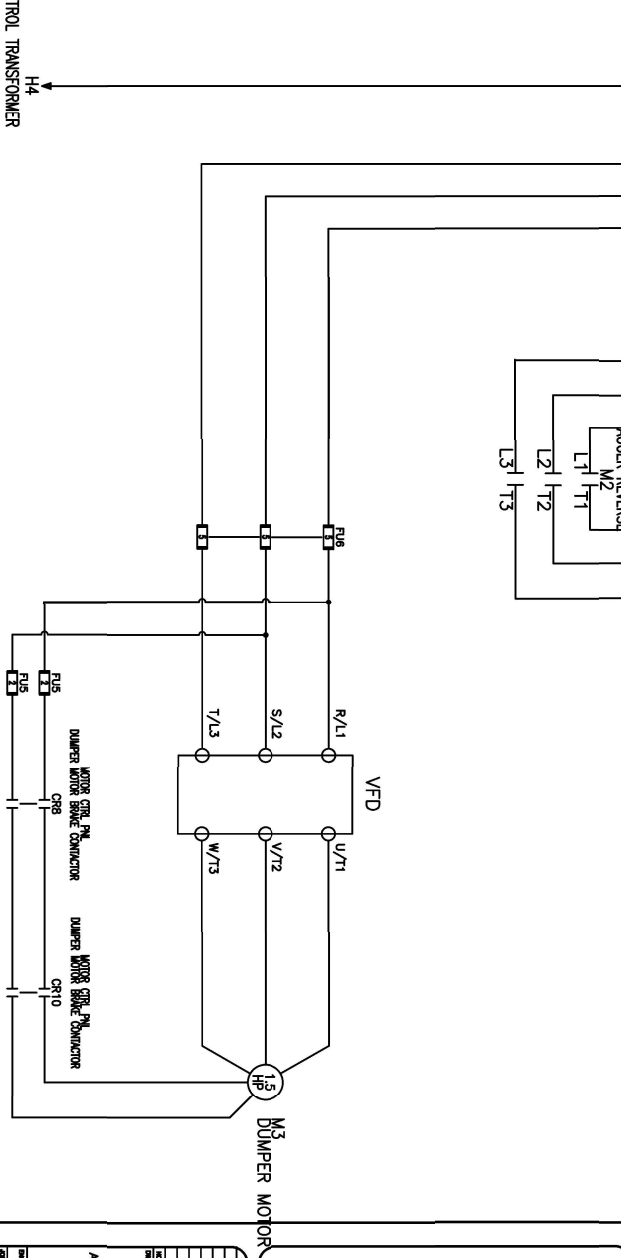 TROL TRANSFORMER
H4
M2
L1 T1
L2 T2
L3 T3
FU6
5
5
5
FU5
2
FU5
2
R/L1
S/L2
T/L3
VFD
U/T1
V/T2
W/T3
CR8
MOTOR CTRL PNL
DUMPER MOTOR BRAKE CONTACTOR
CR10
MOTOR CTRL PNL
DUMPER MOTOR BRAKE CONTACTOR
1.5
HP
M3
DUMPER MOTOR
A